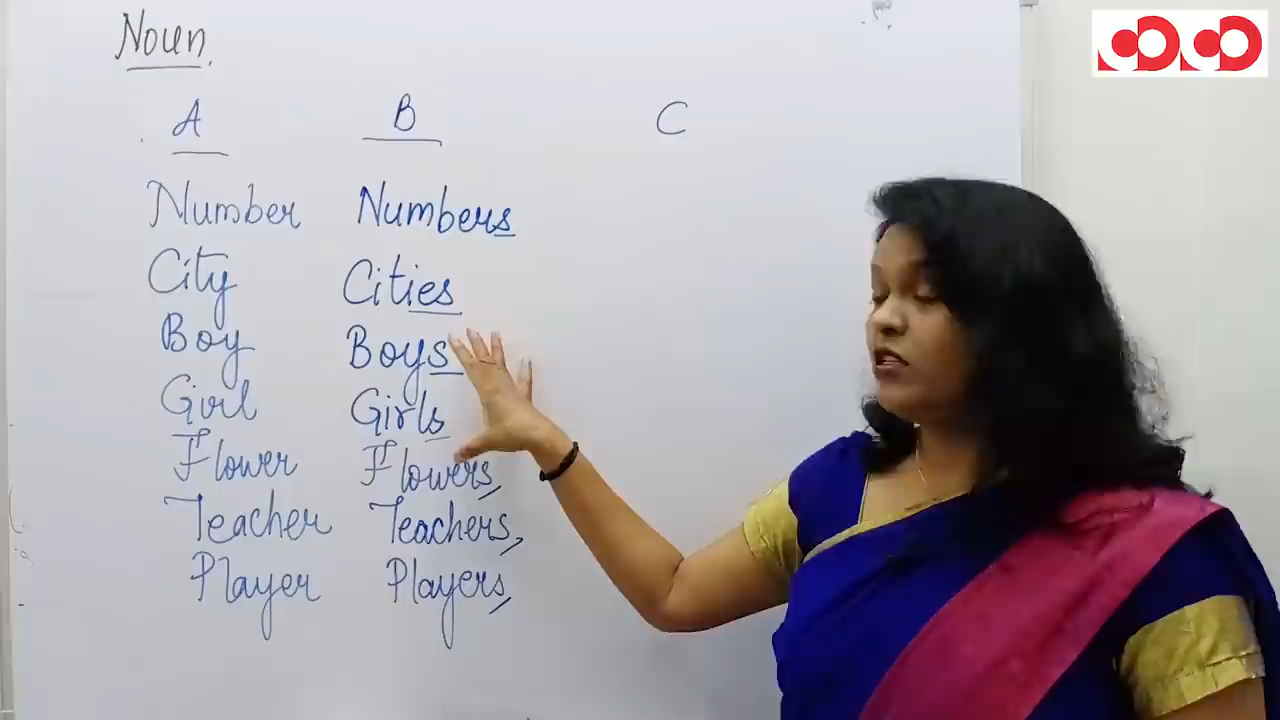 Noun.
A B C
Number Numbers
City Cities
Boy Boys
Girl Girls
Flower Flowers
Teacher Teachers
Player Players